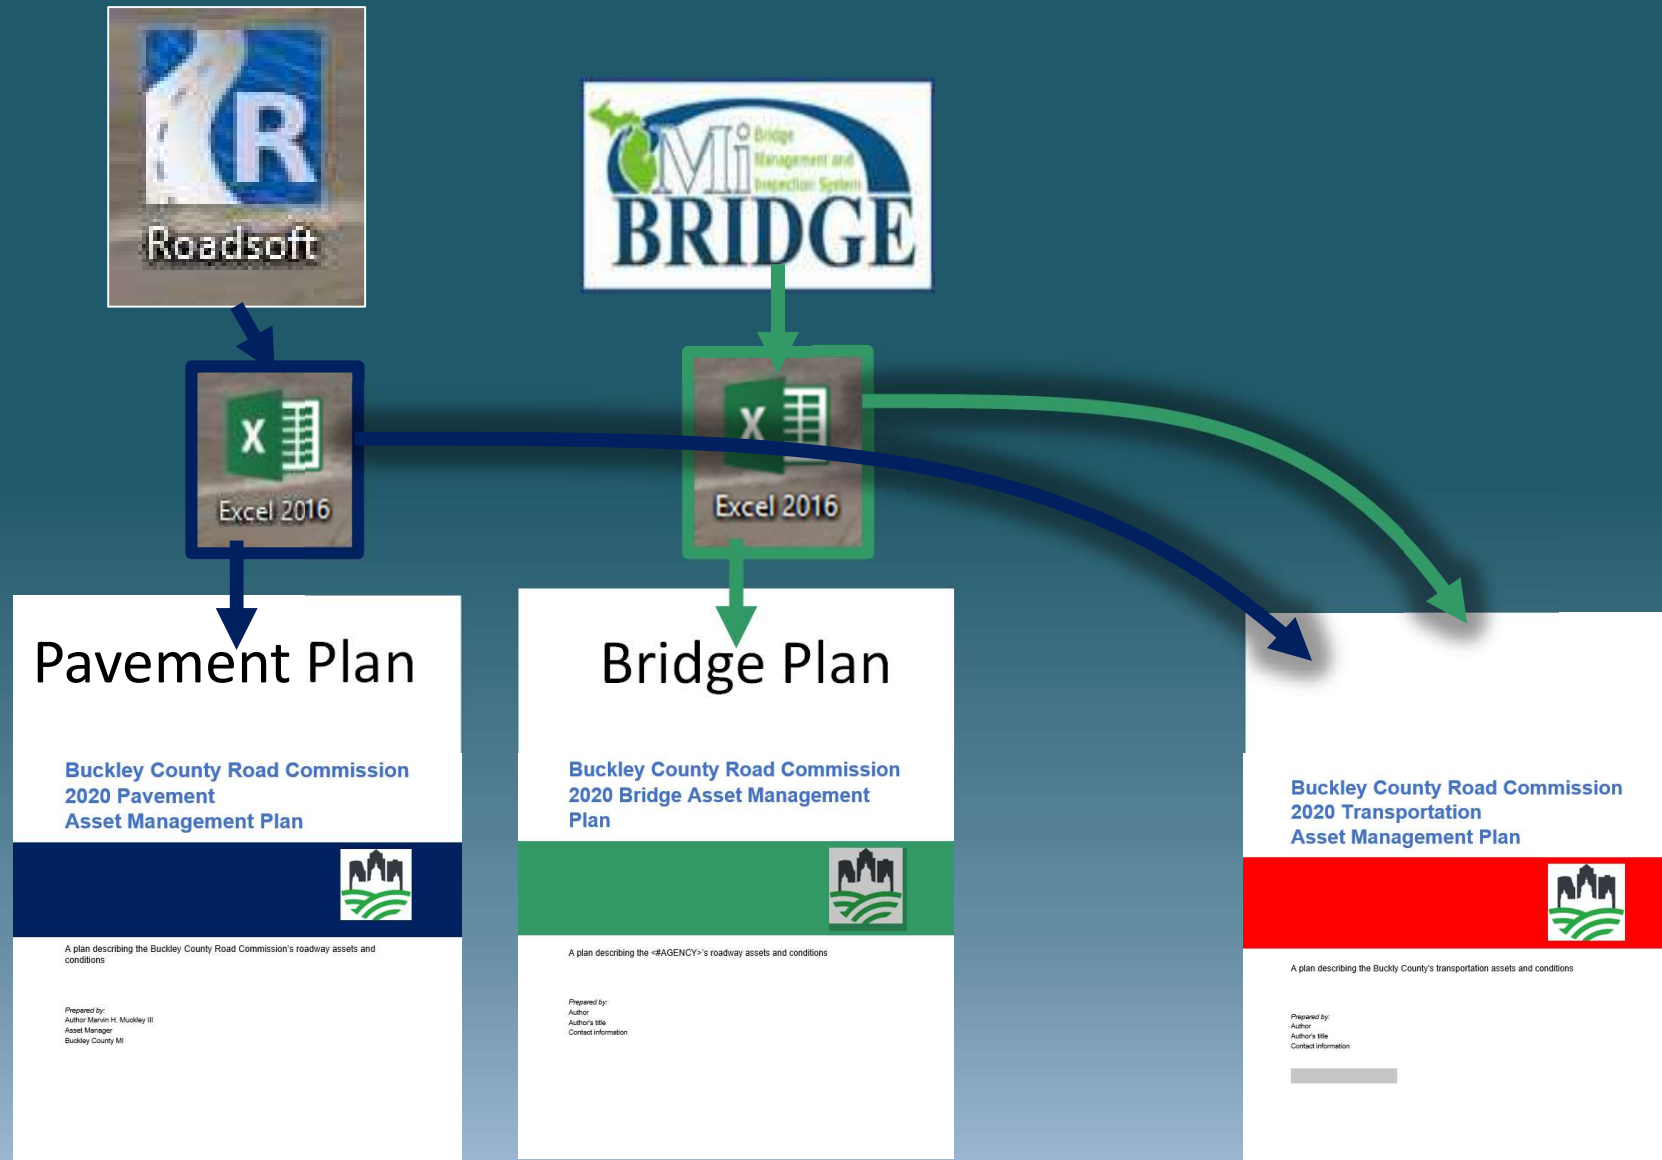 R
Roadsoft
Mi Bridge
Management and
Inspection System
BRIDGE
X
Excel 2016
X
Excel 2016
Pavement Plan
Buckley County Road Commission
2020 Pavement
Asset Management Plan
A plan describing the Buckley County Road Commission's roadway assets and
conditions
Prepared by:
Author Marvin H. Muckley III
Asset Manager
Buckley County MI
Bridge Plan
Buckley County Road Commission
2020 Bridge Asset Management
Plan
A plan describing the <#AGENCY>'s roadway assets and conditions
Prepared by:
Author
Author's title
Contact information
Buckley County Road Commission
2020 Transportation
Asset Management Plan
A plan describing the Buckly County's transportation assets and conditions
Prepared by:
Author
Author's title
Contact information